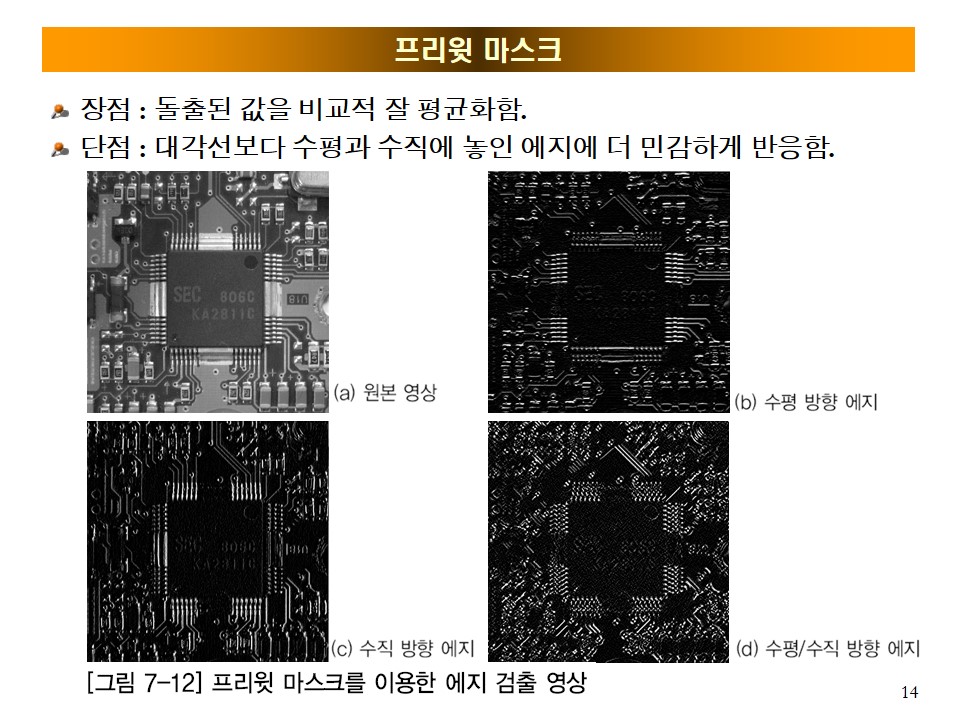 프리윗 마스크
장점 : 돌출된 값을 비교적 잘 평균화함.
단점 : 대각선보다 수평과 수직에 놓인 에지에 더 민감하게 반응함.
SEC 806C
KA2811C
U18
(a) 원본 영상
(b) 수평 방향 에지
SEC 806C
KA2811C
(c) 수직 방향 에지
(d) 수평/수직 방향 에지
[그림 7-12] 프리윗 마스크를 이용한 에지 검출 영상
14